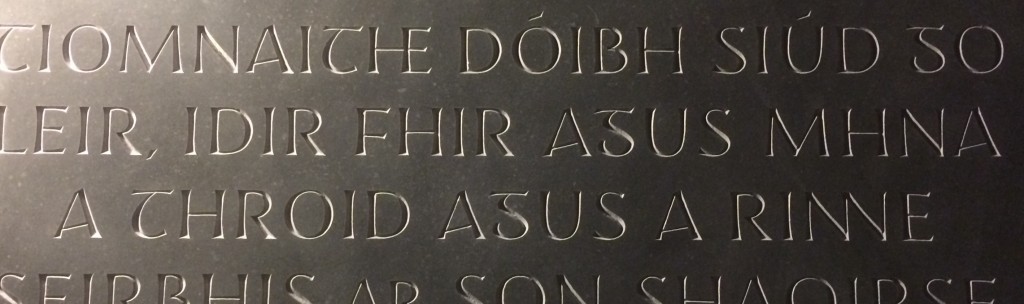 TIOMNAITHE DÓIBH SIÚD GO
LEIR, IDIR FHIR AGUS MHNA
A THROID AGUS A RINNE
SEIRBHIS AR SON SHAOIRSE